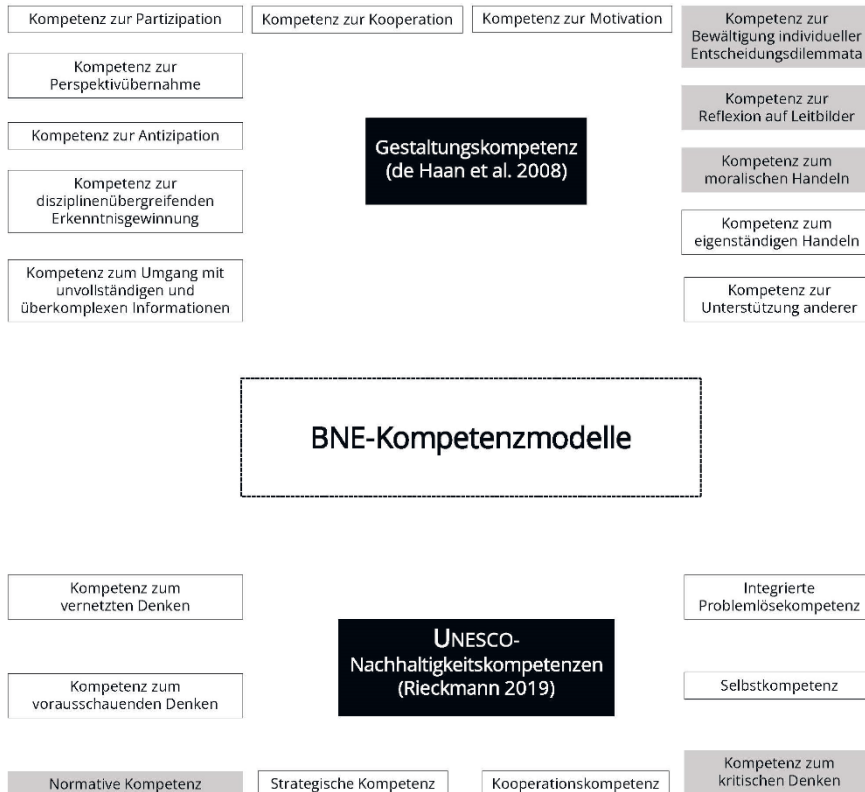 Kompetenz zur Partizipation
Kompetenz zur Kooperation
Kompetenz zur Motivation
Kompetenz zur
Bewältigung individueller
Entscheidungsdilemmata
Kompetenz zur
Perspektivübernahme
Kompetenz zur
Reflexion auf Leitbilder
Kompetenz zur Antizipation
Gestaltungskompetenz
(de Haan et al. 2008)
Kompetenz zum
moralischen Handeln
Kompetenz zur
disziplinenübergreifenden
Erkenntnisgewinnung
Kompetenz zum
eigenständigen Handeln
Kompetenz zum Umgang mit
unvollständigen und
überkomplexen Informationen
Kompetenz zur
Unterstützung anderer
BNE-Kompetenzmodelle
Kompetenz zum
vernetzten Denken
Integrierte
Problemlösekompetenz
UNESCO-
Nachhaltigkeitskompetenzen
(Rieckmann 2019)
Kompetenz zum
vorausschauenden Denken
Selbstkompetenz
Normative Kompetenz
Strategische Kompetenz
Kooperationskompetenz
Kompetenz zum
kritischen Denken